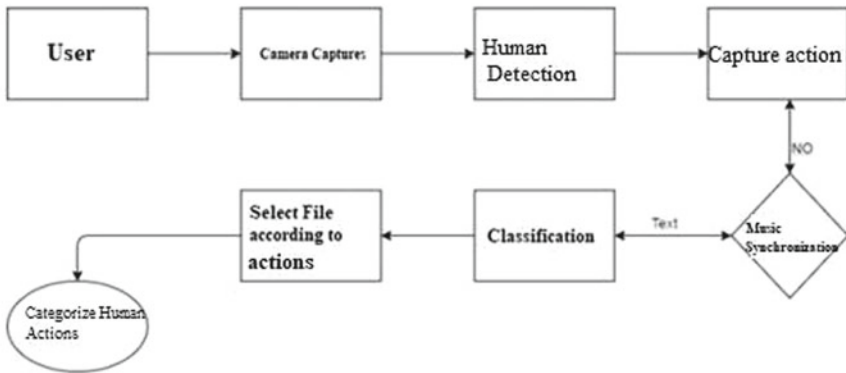 User
Camera Captures
Human
Detection
Capture action
NO
Music
Synchronization
Text
Classification
Select File
according to
actions
Categorize Human
Actions